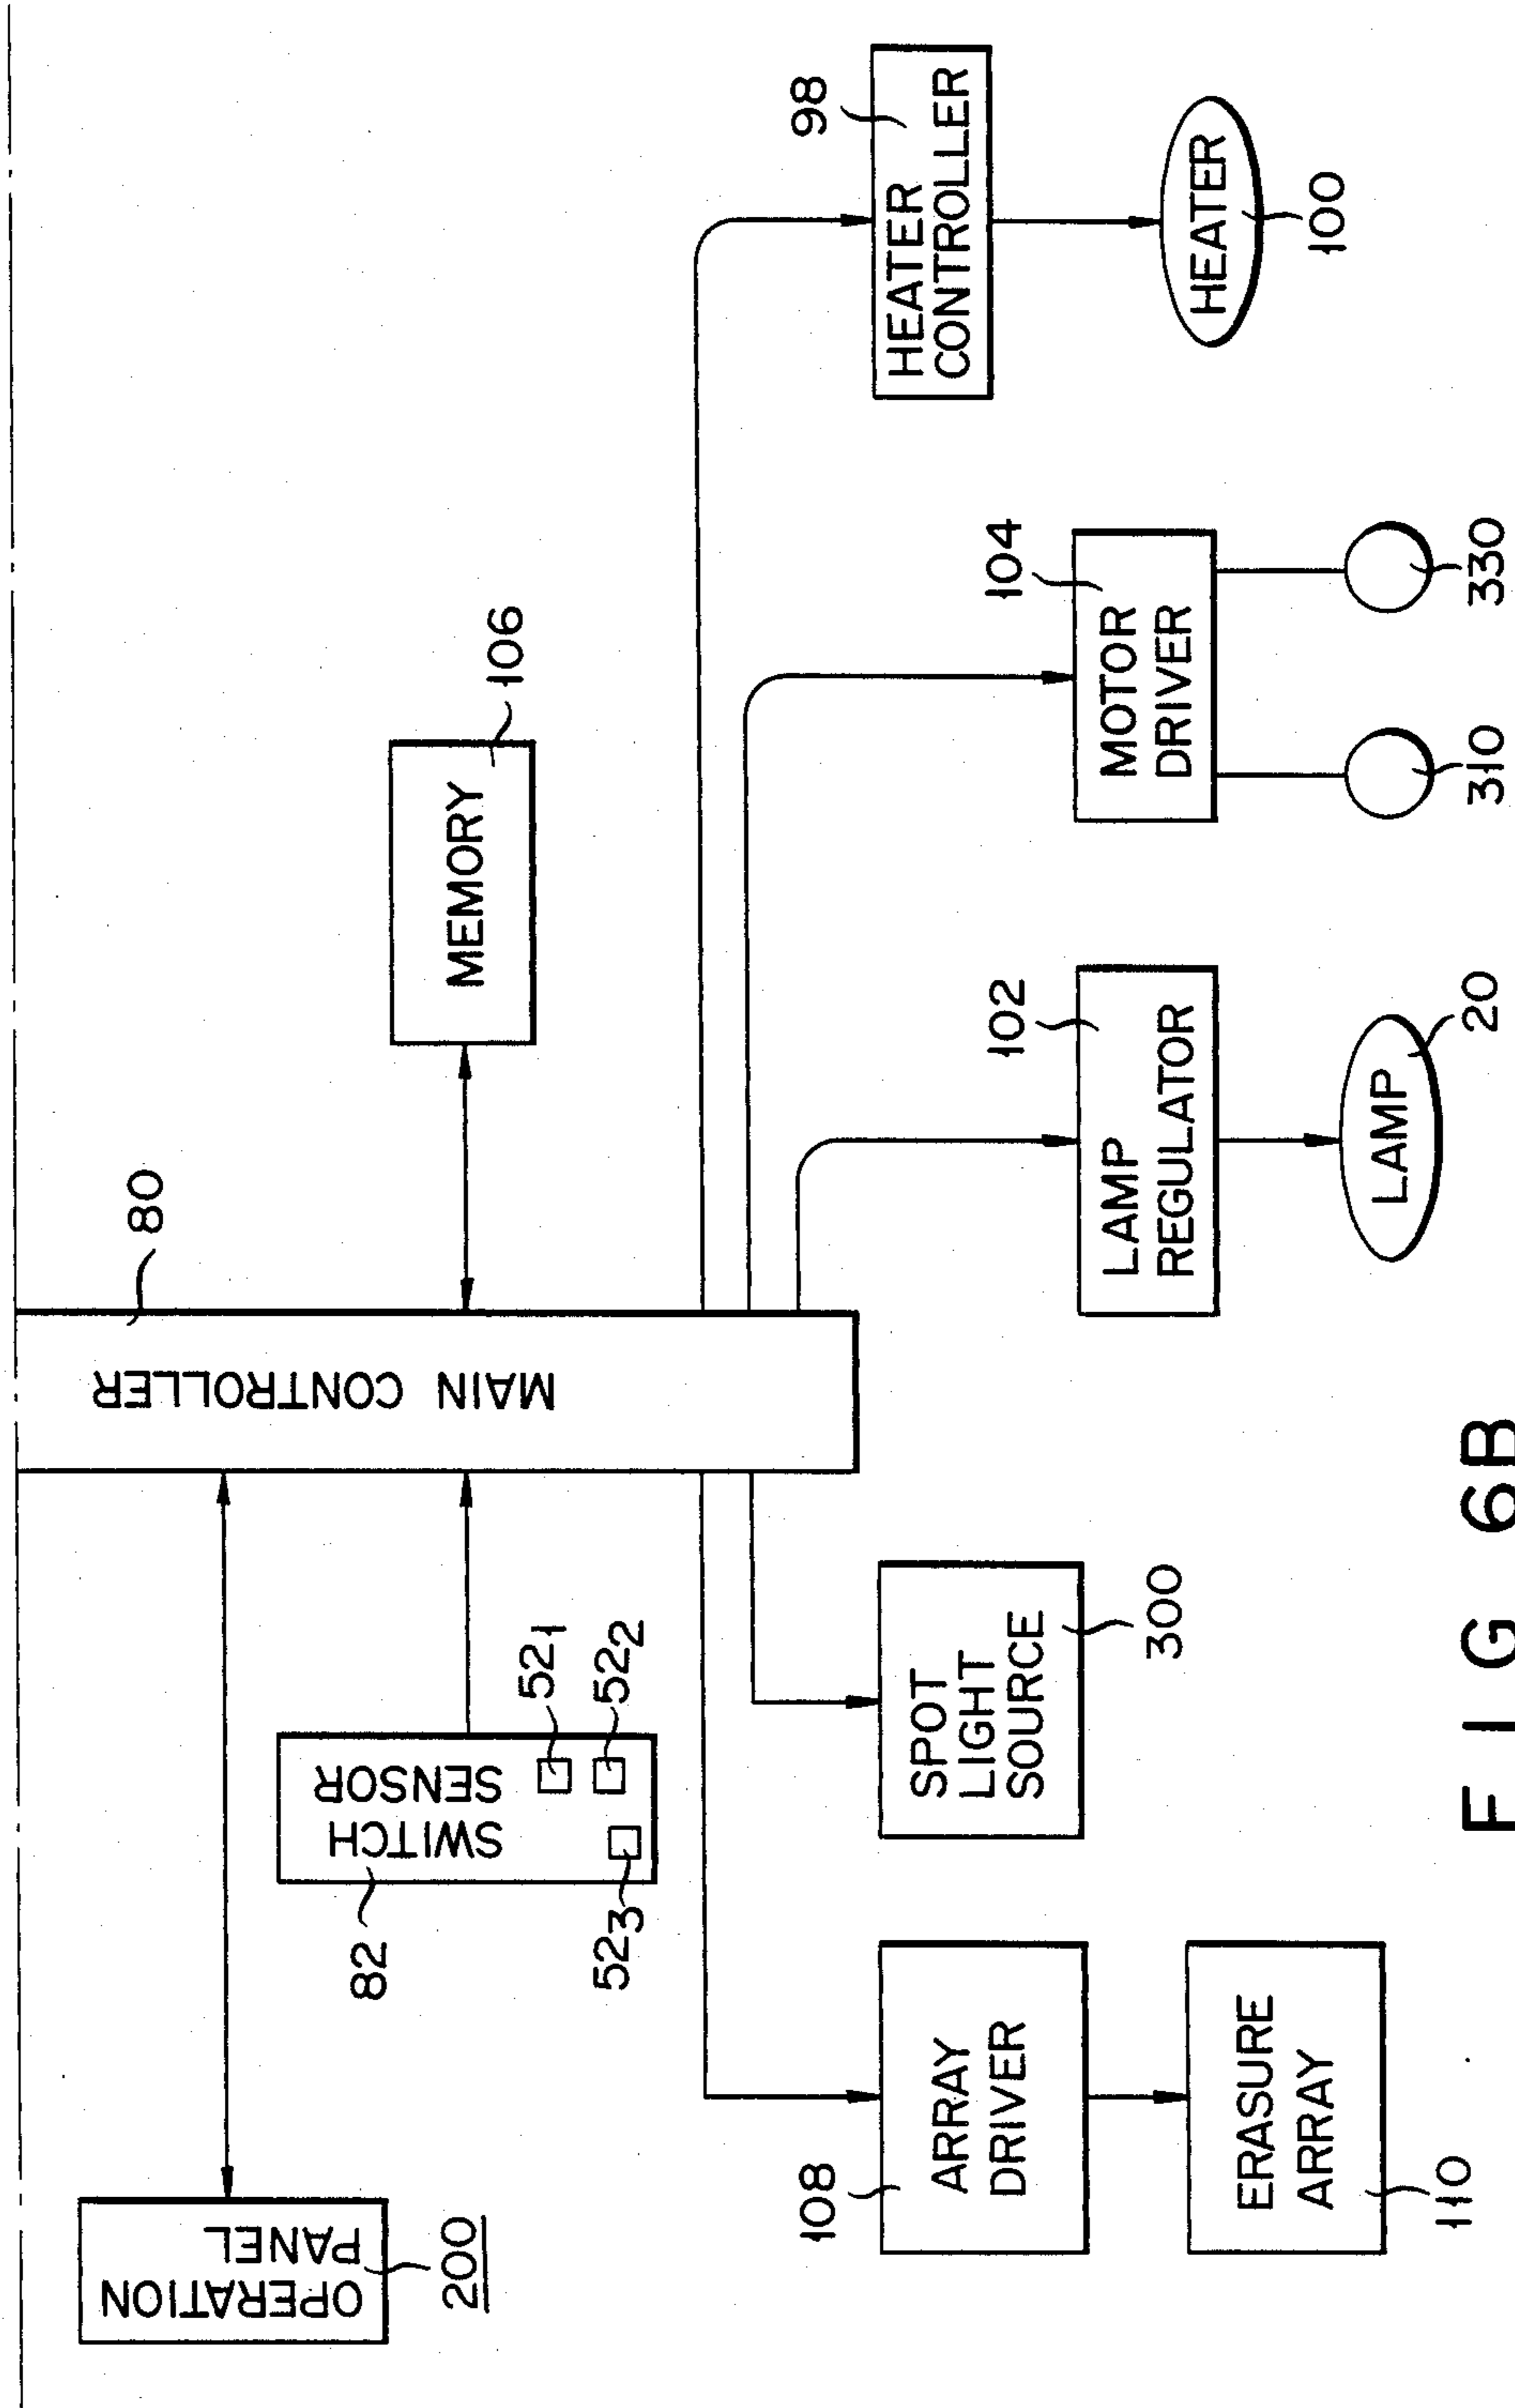 80
MAIN CONTROLLER
OPERATION
PANEL
200
SWITCH
SENSOR
82
52₁
52₂
52₃
MEMORY
106
98
HEATER
CONTROLLER
HEATER
100
104
MOTOR
DRIVER
310
330
102
LAMP
REGULATOR
LAMP
20
SPOT
LIGHT
SOURCE
300
108
ARRAY
DRIVER
ERASURE
ARRAY
110
FIG 6B